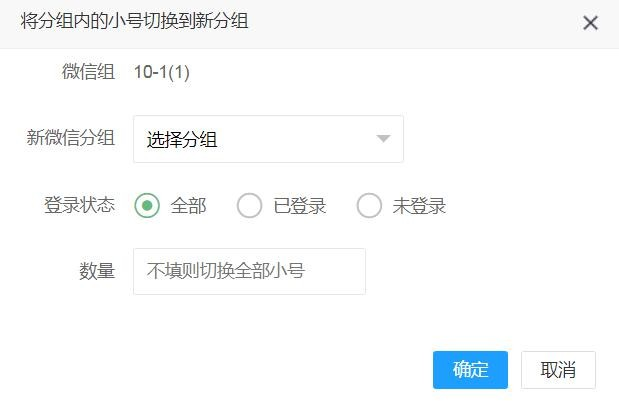 将分组内的小号切换到新分组
微信组 10-1(1)
新微信分组 选择分组
登录状态 全部 已登录 未登录
数量 不填则切换全部小号
确定 取消